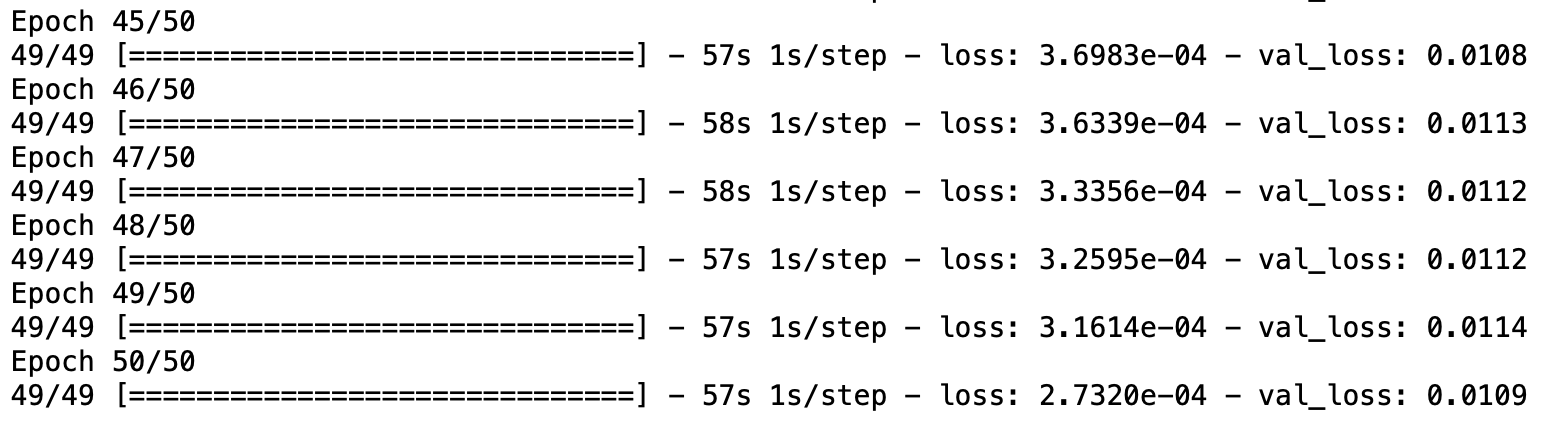 Epoch 45/50
49/49 [==============================] - 57s 1s/step - loss: 3.6983e-04 - val_loss: 0.0108
Epoch 46/50
49/49 [==============================] - 58s 1s/step - loss: 3.6339e-04 - val_loss: 0.0113
Epoch 47/50
49/49 [==============================] - 58s 1s/step - loss: 3.3356e-04 - val_loss: 0.0112
Epoch 48/50
49/49 [==============================] - 57s 1s/step - loss: 3.2595e-04 - val_loss: 0.0112
Epoch 49/50
49/49 [==============================] - 57s 1s/step - loss: 3.1614e-04 - val_loss: 0.0114
Epoch 50/50
49/49 [==============================] - 57s 1s/step - loss: 2.7320e-04 - val_loss: 0.0109